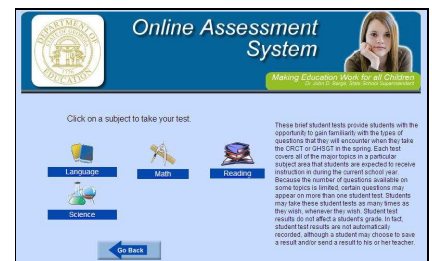 DEPARTMENT
OF
EDUCATION
Online Assessment
System
Making Education Work for all Children
Dr. John D. Barge, State School Superintendent
Click on a subject to take your test.
Language
Math
Reading
Science
Go Back
These brief student tests provide students with the
opportunity to gain familiarity with the types of
questions that they will encounter when they take
the CRCT or GHSGT in the spring. Each test
covers all of the major topics in a particular
subject area that students are expected to receive
instruction in during the current school year.
Because the number of questions available on
some topics is limited, certain questions may
appear on more than one student test. Students
may take these student tests as many times as
they wish, whenever they wish. Student test
results do not affect a student's grade. In fact,
student test results are not automatically
recorded, although a student may choose to save
a result and/or send a result to his or her teacher.